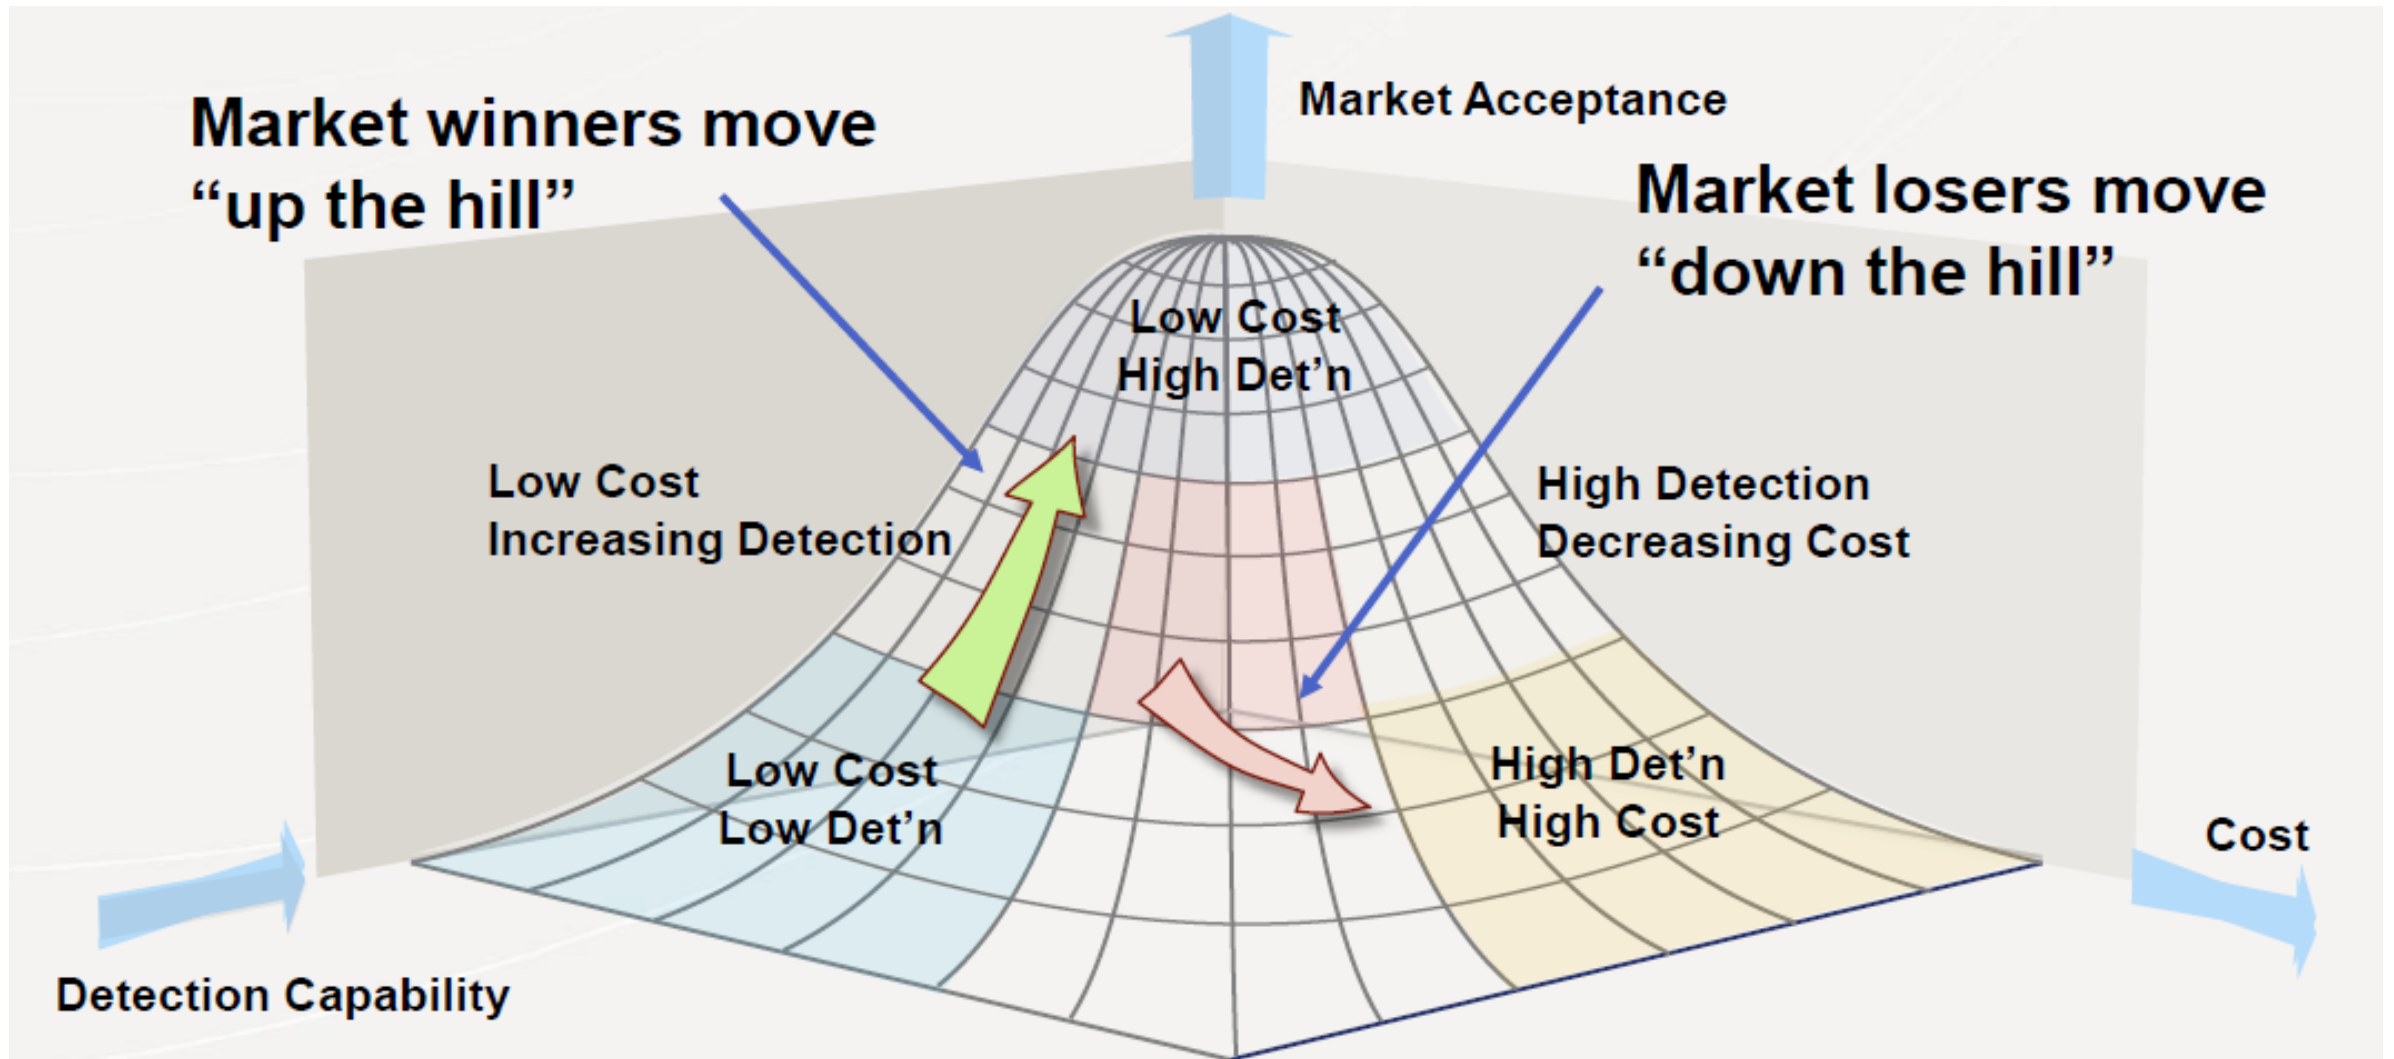 Market Acceptance
Market winners move
“up the hill”
Market losers move
“down the hill”
Low Cost
High Det’n
Low Cost
Increasing Detection
High Detection
Decreasing Cost
Low Cost
Low Det’n
High Det’n
High Cost
Cost
Detection Capability